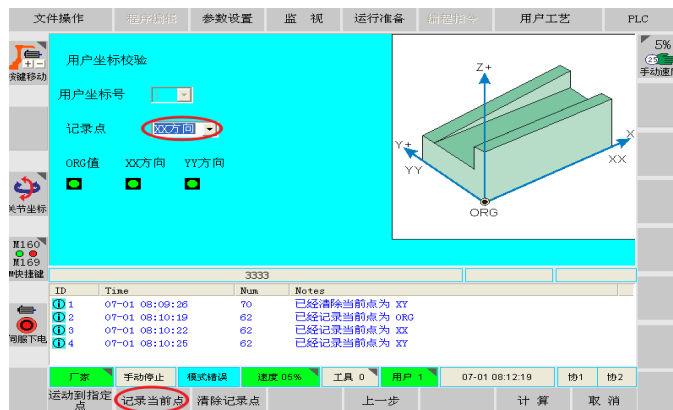 文件操作 程序编辑 参数设置 监 视 运行准备 编程指令 用户工艺 PLC
5%
手动速度
按鍵移动
用户坐标校验
用户坐标号
记录点 XX方向
ORG值 XX方向 YY方向
Z+
Y+
YY
X
XX
ORG
关节坐标
M160
M169
M快捷鍵
伺服下电
3333
ID Time Num Notes
1 07-01 08:09:26 70 已经清除当前点为 XY
2 07-01 08:10:19 62 已经记录当前点为 ORG
3 07-01 08:10:22 62 已经记录当前点为 XX
4 07-01 08:10:25 62 已经记录当前点为 XY
厂家 手动停止 模式错误 速度 05% 工具 0 用户 1 07-01 08:12:19 协1 协2
运动到指定点 记录当前点 清除记录点 上一步 计 算 取 消